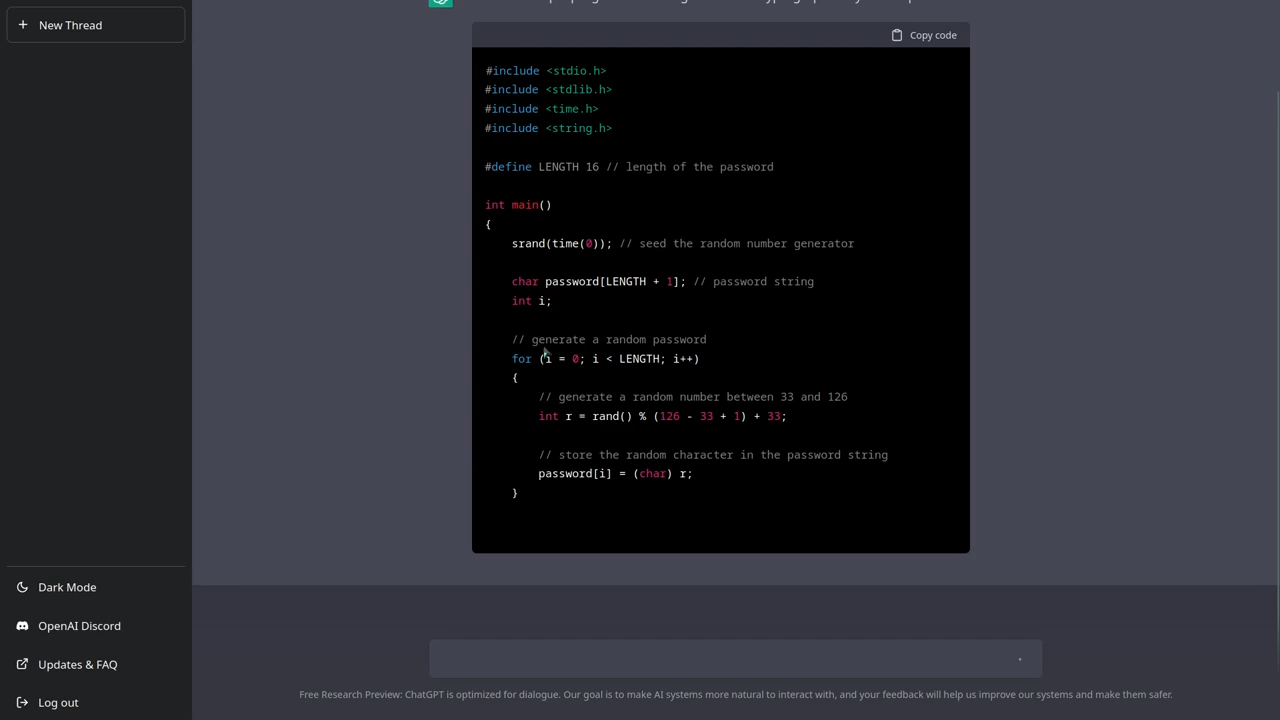 New Thread
Copy code
#include <stdio.h>
#include <stdlib.h>
#include <time.h>
#include <string.h>
#define LENGTH 16 // length of the password
int main()
{
srand(time(0)); // seed the random number generator
char password[LENGTH + 1]; // password string
int i;
// generate a random password
for (i = 0; i < LENGTH; i++)
{
// generate a random number between 33 and 126
int r = rand() % (126 - 33 + 1) + 33;
// store the random character in the password string
password[i] = (char) r;
}
Dark Mode
OpenAI Discord
Updates & FAQ
Log out
Free Research Preview: ChatGPT is optimized for dialogue. Our goal is to make AI systems more natural to interact with, and your feedback will help us improve our systems and make them safer.